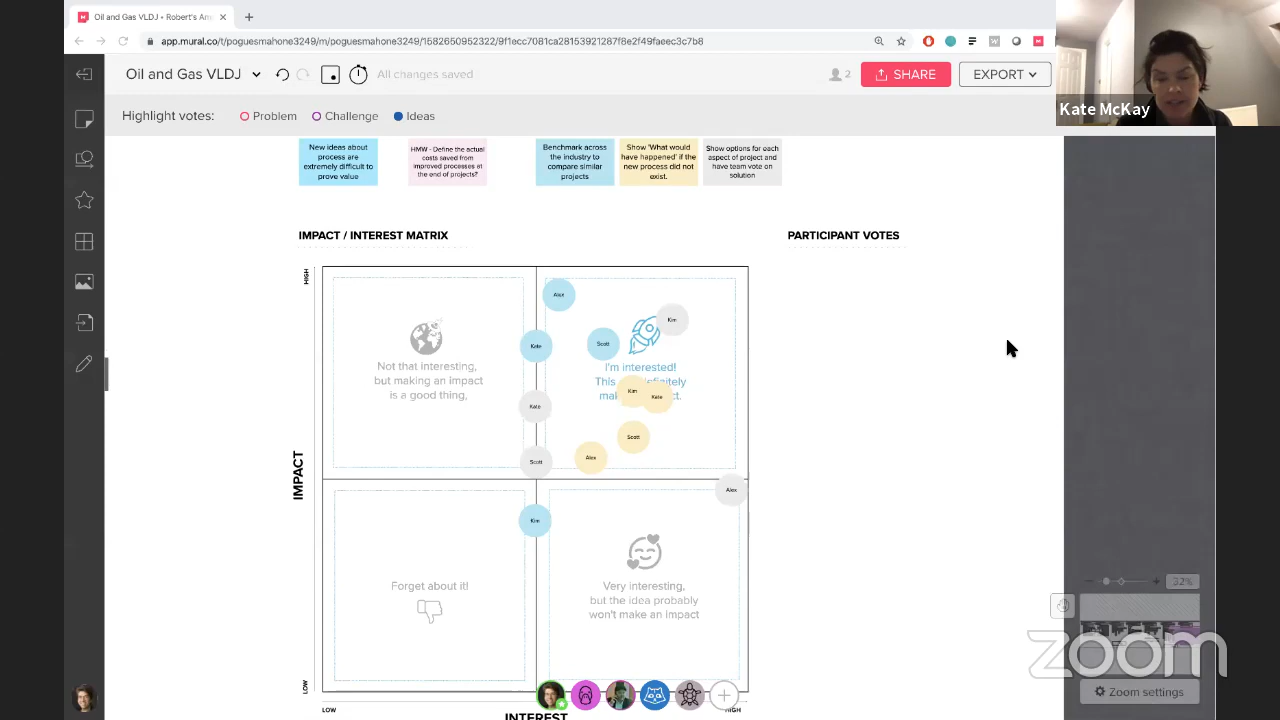 Oil and Gas VLDJ • Robert's Ann
app.mural.co/t/poguesmahone3249/m/poguesmahone3249/1582650952322/9f1ecc7081ca28153921287f8e2f49faeec3c7b8
Oil and Gas VLDJ
All changes saved
2
SHARE
EXPORT
Kate McKay
Highlight votes:
Problem
Challenge
Ideas
New ideas about
process are
extremely difficult to
prove value
HMW - Define the actual
costs saved from
improved processes at
the end of projects?
Benchmark across
the industry to
compare similar
projects
Show 'What would
have happened' if the
new process did not
exist.
Show options for each
aspect of project and
have team vote on
solution
IMPACT / INTEREST MATRIX
PARTICIPANT VOTES
HIGH
Alex
Kim
Kate
Scott
Not that interesting,
but making an impact
is a good thing,
I'm interested!
This
Kim
Kate
Kate
Scott
Alex
Scott
IMPACT
Alex
Kim
Forget about it!
Very interesting,
but the idea probably
won't make an impact
32%
zoom
Zoom settings
LOW
LOW
INTEREST
HIGH